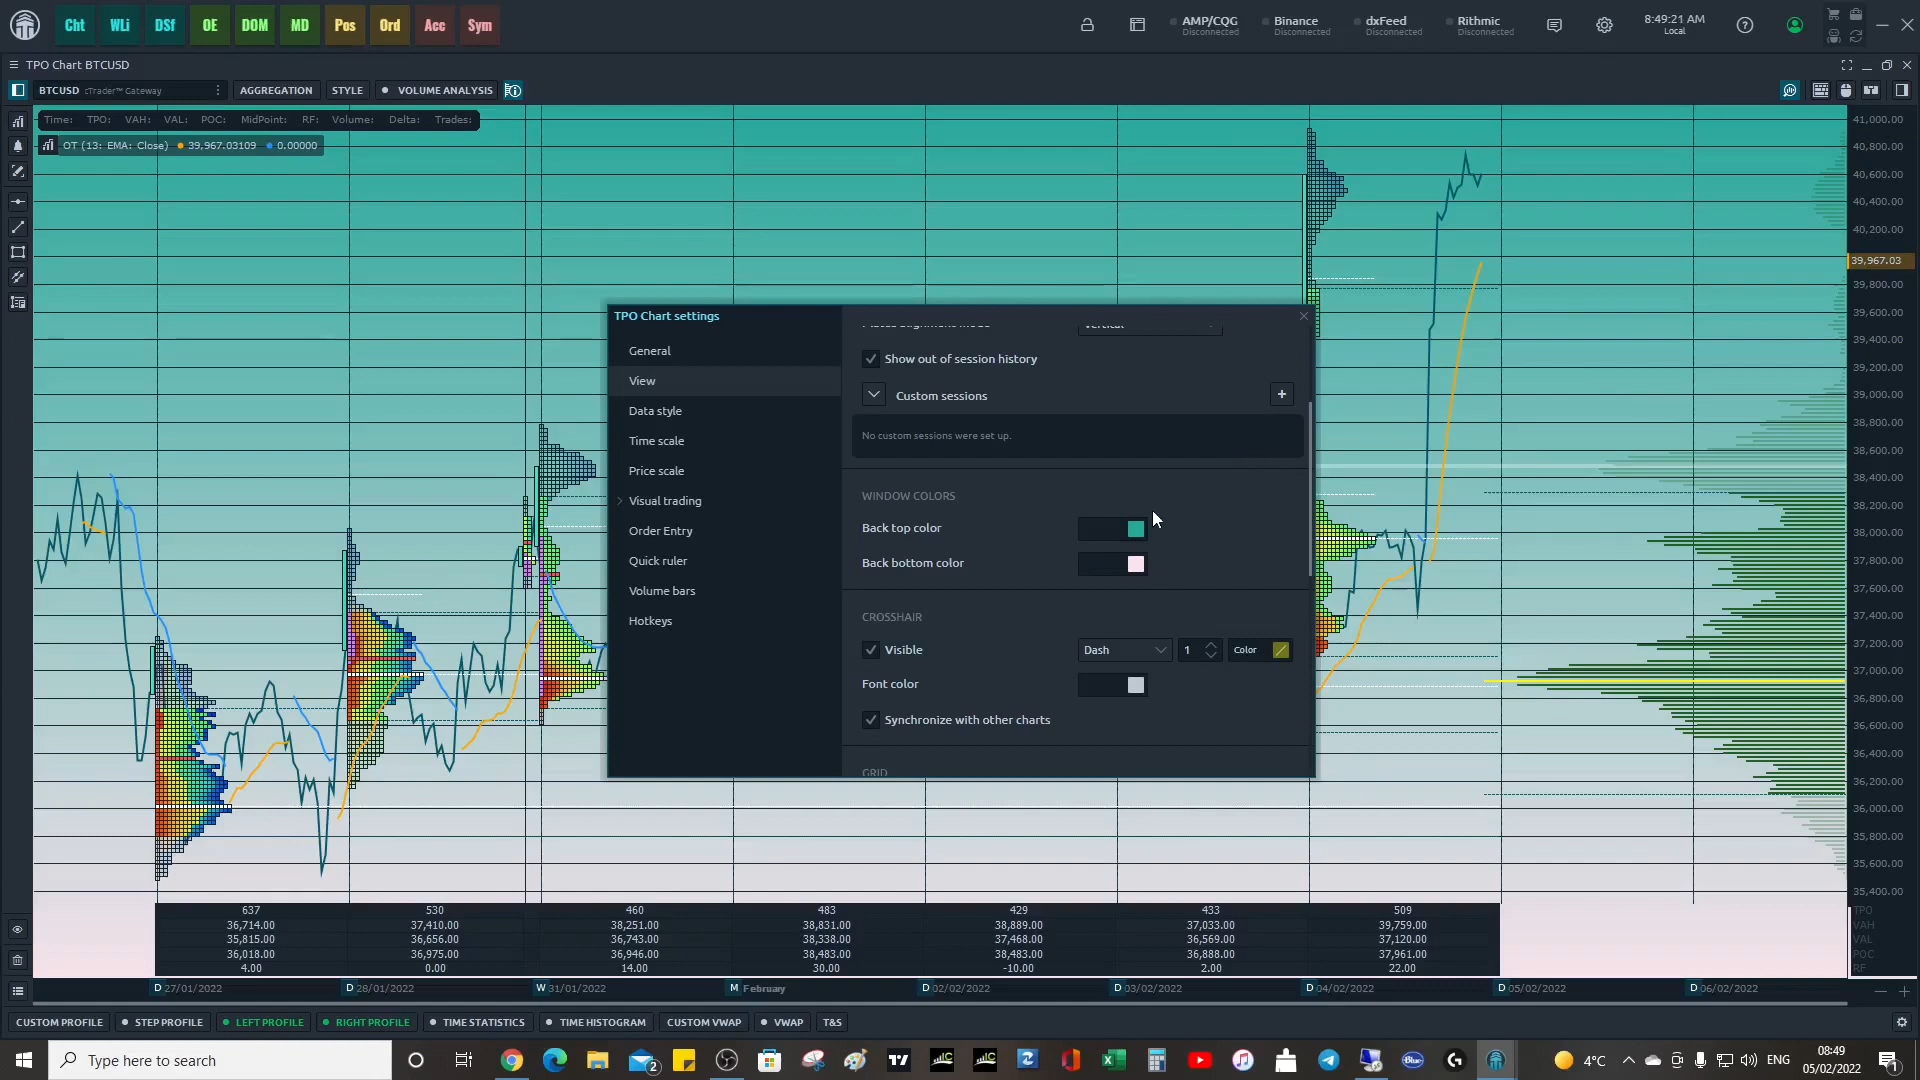 Cht WLi DSf OE DOM MD Pos Ord Acc Sym
AMP/CQG Disconnected
Binance Disconnected
dxFeed Disconnected
Rithmic Disconnected
8:49:21 AM
Local
TPO Chart BTCUSD
BTCUSD cTrader™ Gateway
AGGREGATION STYLE VOLUME ANALYSIS
Time: TPO: VAH: VAL: POC: MidPoint: RF: Volume: Delta: Trades:
OT (13: EMA: Close) 39,967.03109 0.00000
41,000.00
40,800.00
40,600.00
40,400.00
40,200.00
39,967.03
39,800.00
39,600.00
39,400.00
39,200.00
39,000.00
38,800.00
38,600.00
38,400.00
38,200.00
38,000.00
37,800.00
37,600.00
37,400.00
37,200.00
37,000.00
36,800.00
36,600.00
36,400.00
36,200.00
36,000.00
35,800.00
35,600.00
35,400.00
TPO Chart settings
General
View
Data style
Time scale
Price scale
Visual trading
Order Entry
Quick ruler
Volume bars
Hotkeys
Show out of session history
Custom sessions
No custom sessions were set up.
WINDOW COLORS
Back top color
Back bottom color
CROSSHAIR
Visible Dash 1 Color
Font color
Synchronize with other charts
GRID
637 530 460 483 429 433 509 TPO
36,714.00 37,410.00 38,251.00 38,831.00 38,889.00 37,033.00 39,759.00 VAH
35,815.00 36,656.00 36,743.00 38,338.00 37,468.00 36,569.00 37,120.00 VAL
36,018.00 36,975.00 36,946.00 38,483.00 38,483.00 36,888.00 37,961.00 POC
4.00 0.00 14.00 30.00 -10.00 2.00 22.00 RF
D 27/01/2022 D 28/01/2022 W 31/01/2022 M February D 02/02/2022 D 03/02/2022 D 04/02/2022 D 05/02/2022 D 06/02/2022
CUSTOM PROFILE STEP PROFILE LEFT PROFILE RIGHT PROFILE TIME STATISTICS TIME HISTOGRAM CUSTOM VWAP VWAP T&S
Type here to search
2
Blue
4°C
ENG
08:49
05/02/2022
1